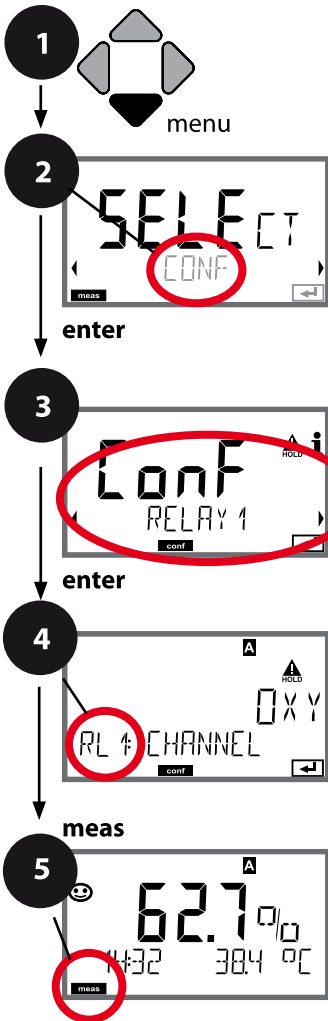 1
menu
2
SELECT
CONF
meas
enter
3
ConF
HOLD
i
RELAY 1
conf
enter
4
A
HOLD
OXY
RL 1: CHANNEL
conf
meas
5
A
62.7%
14:32 38.4 °C
meas